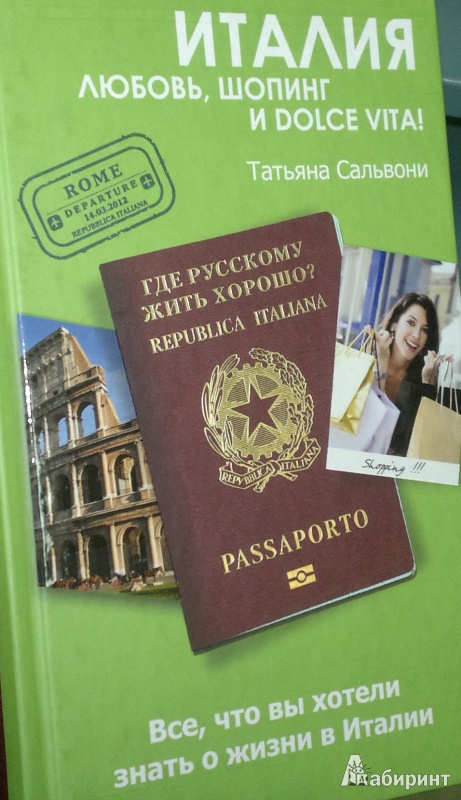 ИТАЛИЯ
ЛЮБОВЬ, ШОПИНГ
И DOLCE VITA!
Татьяна Сальвони
ROME
DEPARTURE
14.03.2012
REPUBBLICA ITALIANA
ГДЕ РУССКОМУ
ЖИТЬ ХОРОШО?
REPUBLICA ITALIANA
REPUBBLICA ITALIANA
PASSAPORTO
Shopping !!!
Все, что вы хотели
знать о жизни в Италии
Лабиринт